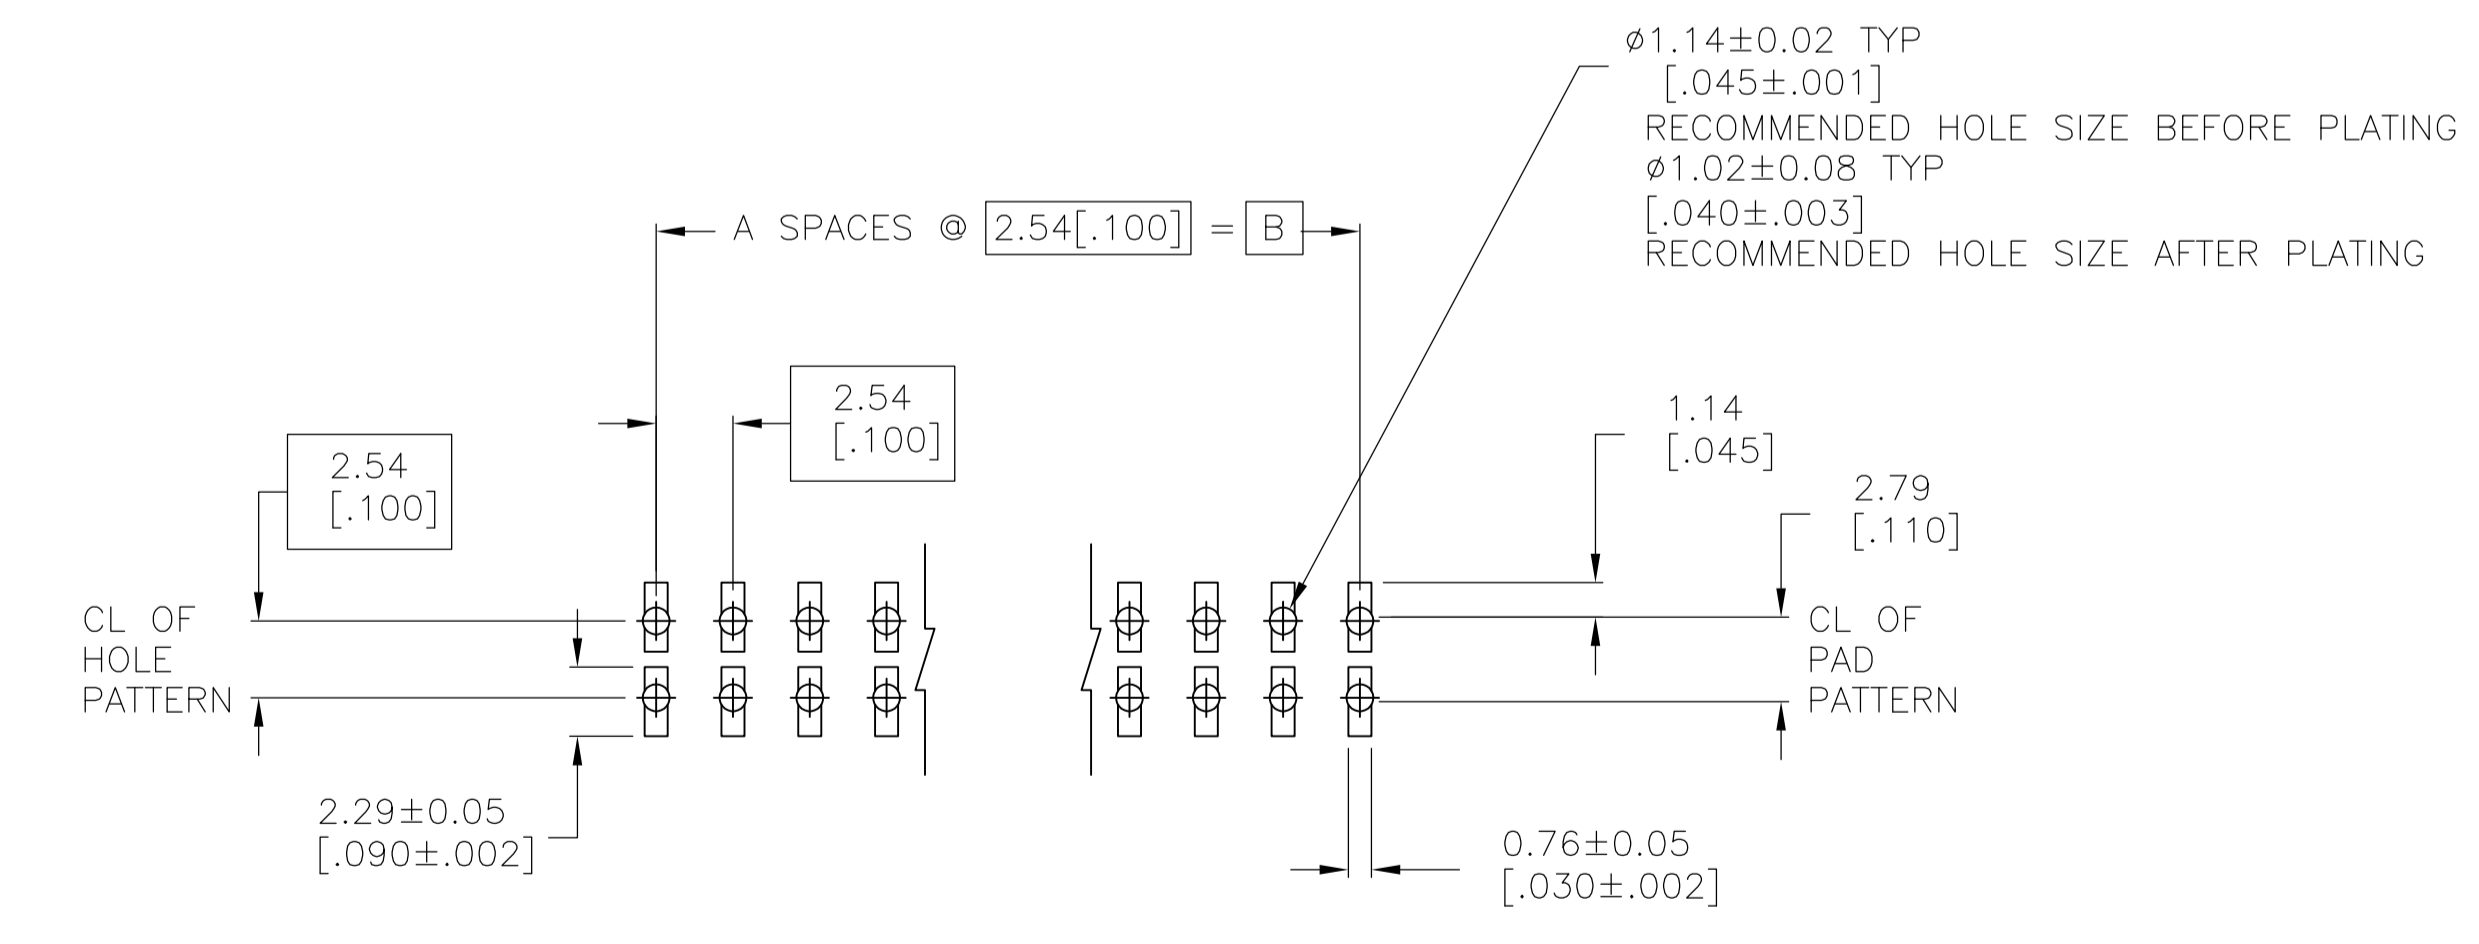 ø1.14±0.02 TYP
[.045±.001]
RECOMMENDED HOLE SIZE BEFORE PLATING
ø1.02±0.08 TYP
[.040±.003]
RECOMMENDED HOLE SIZE AFTER PLATING
A SPACES @ 2.54[.100] = B
2.54
[.100]
2.54
[.100]
1.14
[.045]
2.79
[.110]
CL OF
HOLE
PATTERN
CL OF
PAD
PATTERN
2.29±0.05
[.090±.002]
0.76±0.05
[.030±.002]